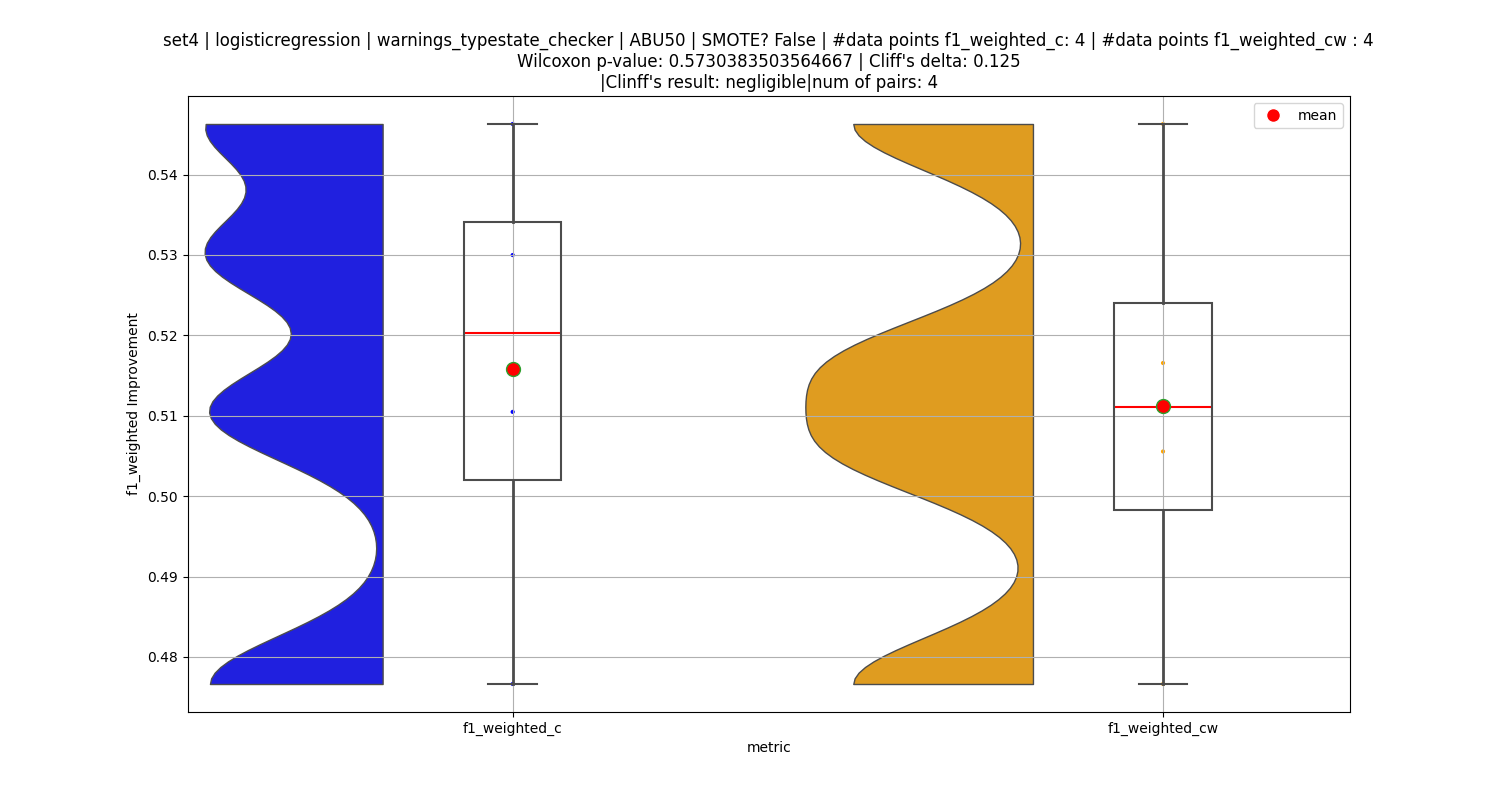 set4 | logisticregression | warnings_typestate_checker | ABU50 | SMOTE? False | #data points f1_weighted_c: 4 | #data points f1_weighted_cw : 4
Wilcoxon p-value: 0.5730383503564667 | Cliff's delta: 0.125
|Clinff's result: negligible|num of pairs: 4
mean
f1_weighted Improvement
0.54
0.53
0.52
0.51
0.50
0.49
0.48
f1_weighted_c
f1_weighted_cw
metric